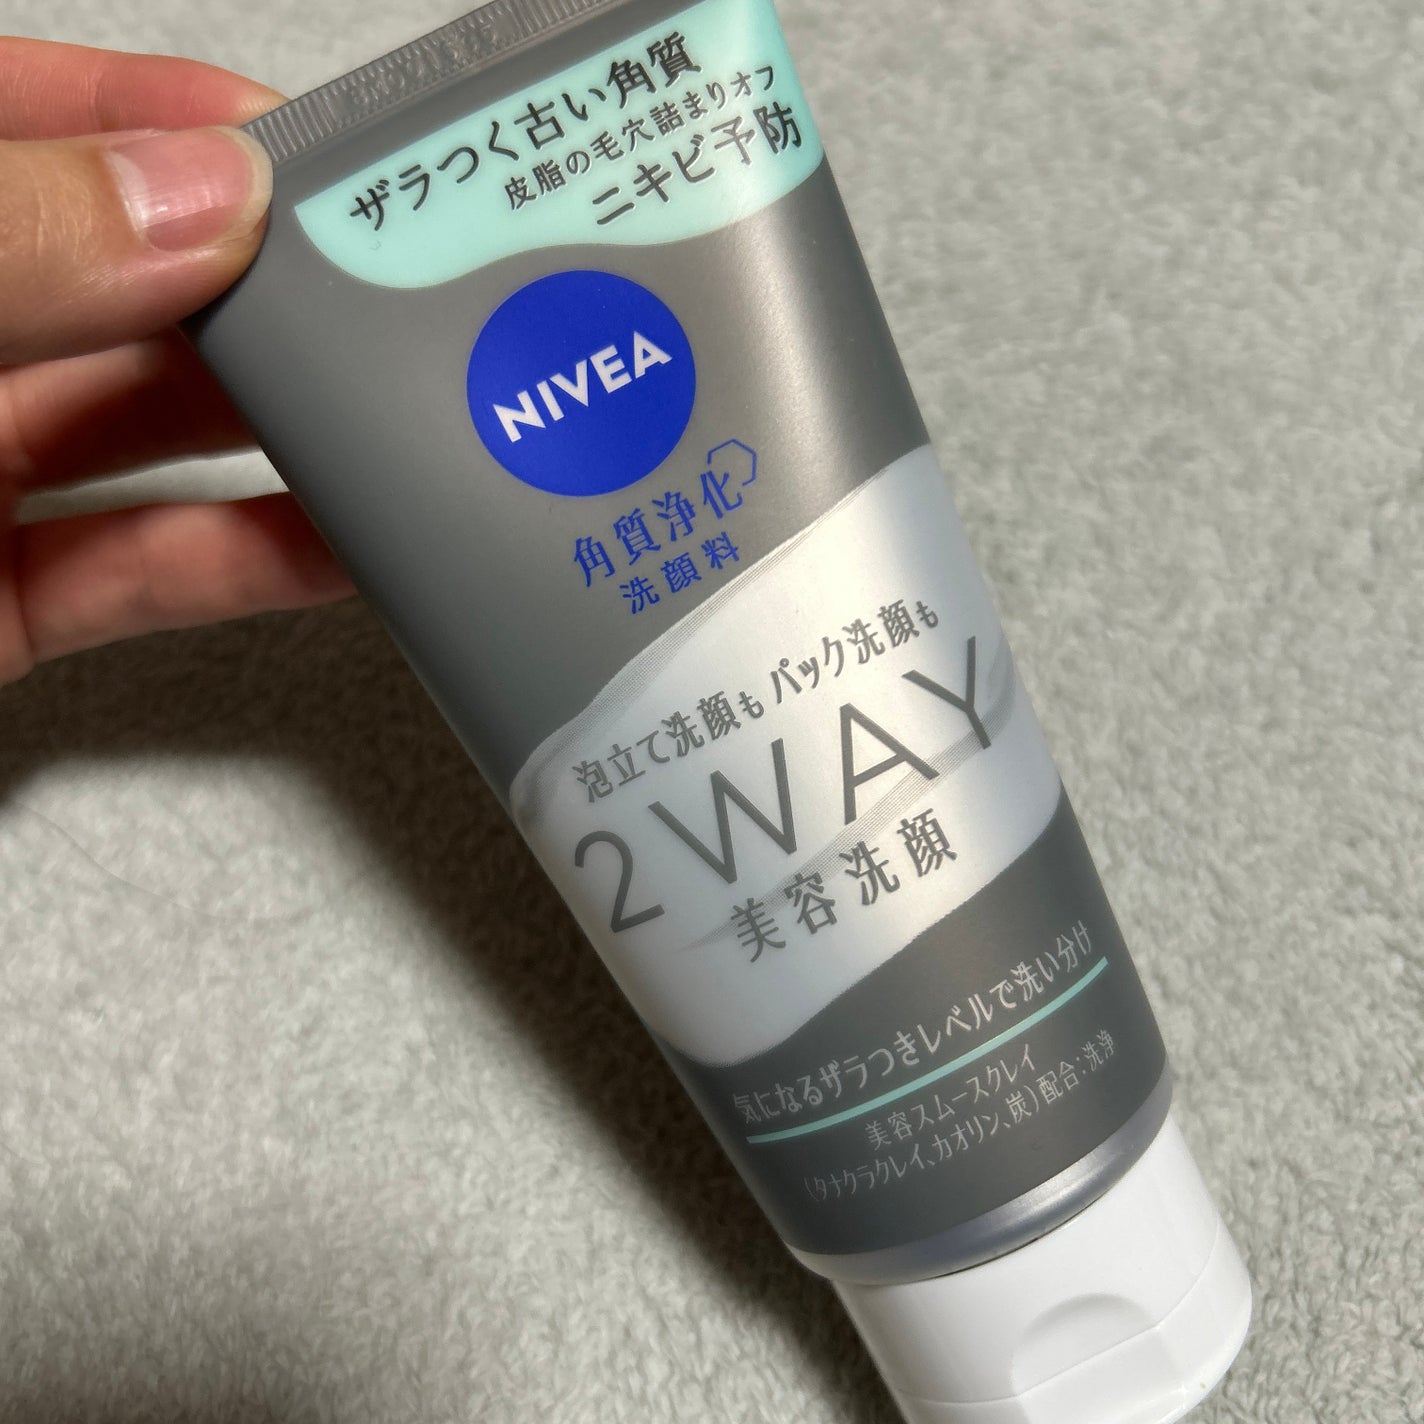 ザラつく古い角質
皮脂の毛穴詰まりオフ
ニキビ予防
NIVEA
角質浄化
洗顔料
泡立て洗顔も パック洗顔も
2WAY
美容洗顔
気になるザラつきレベルで洗い分け
美容スムースクレイ
(タナクラクレイ、カオリン、炭)配合:洗浄